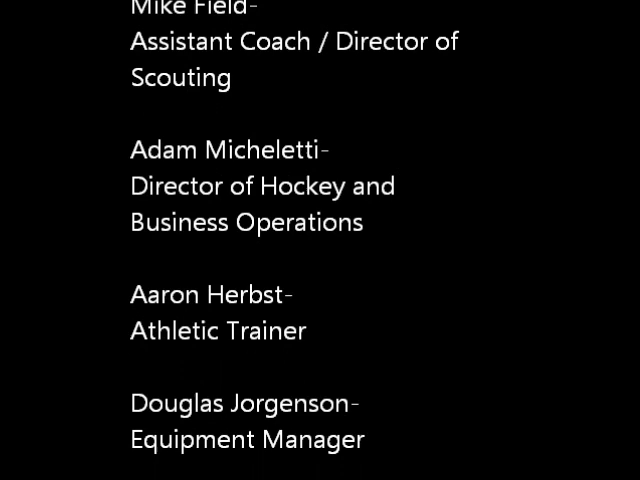 Mike Field-
Assistant Coach / Director of
Scouting
Adam Micheletti-
Director of Hockey and
Business Operations
Aaron Herbst-
Athletic Trainer
Douglas Jorgenson-
Equipment Manager